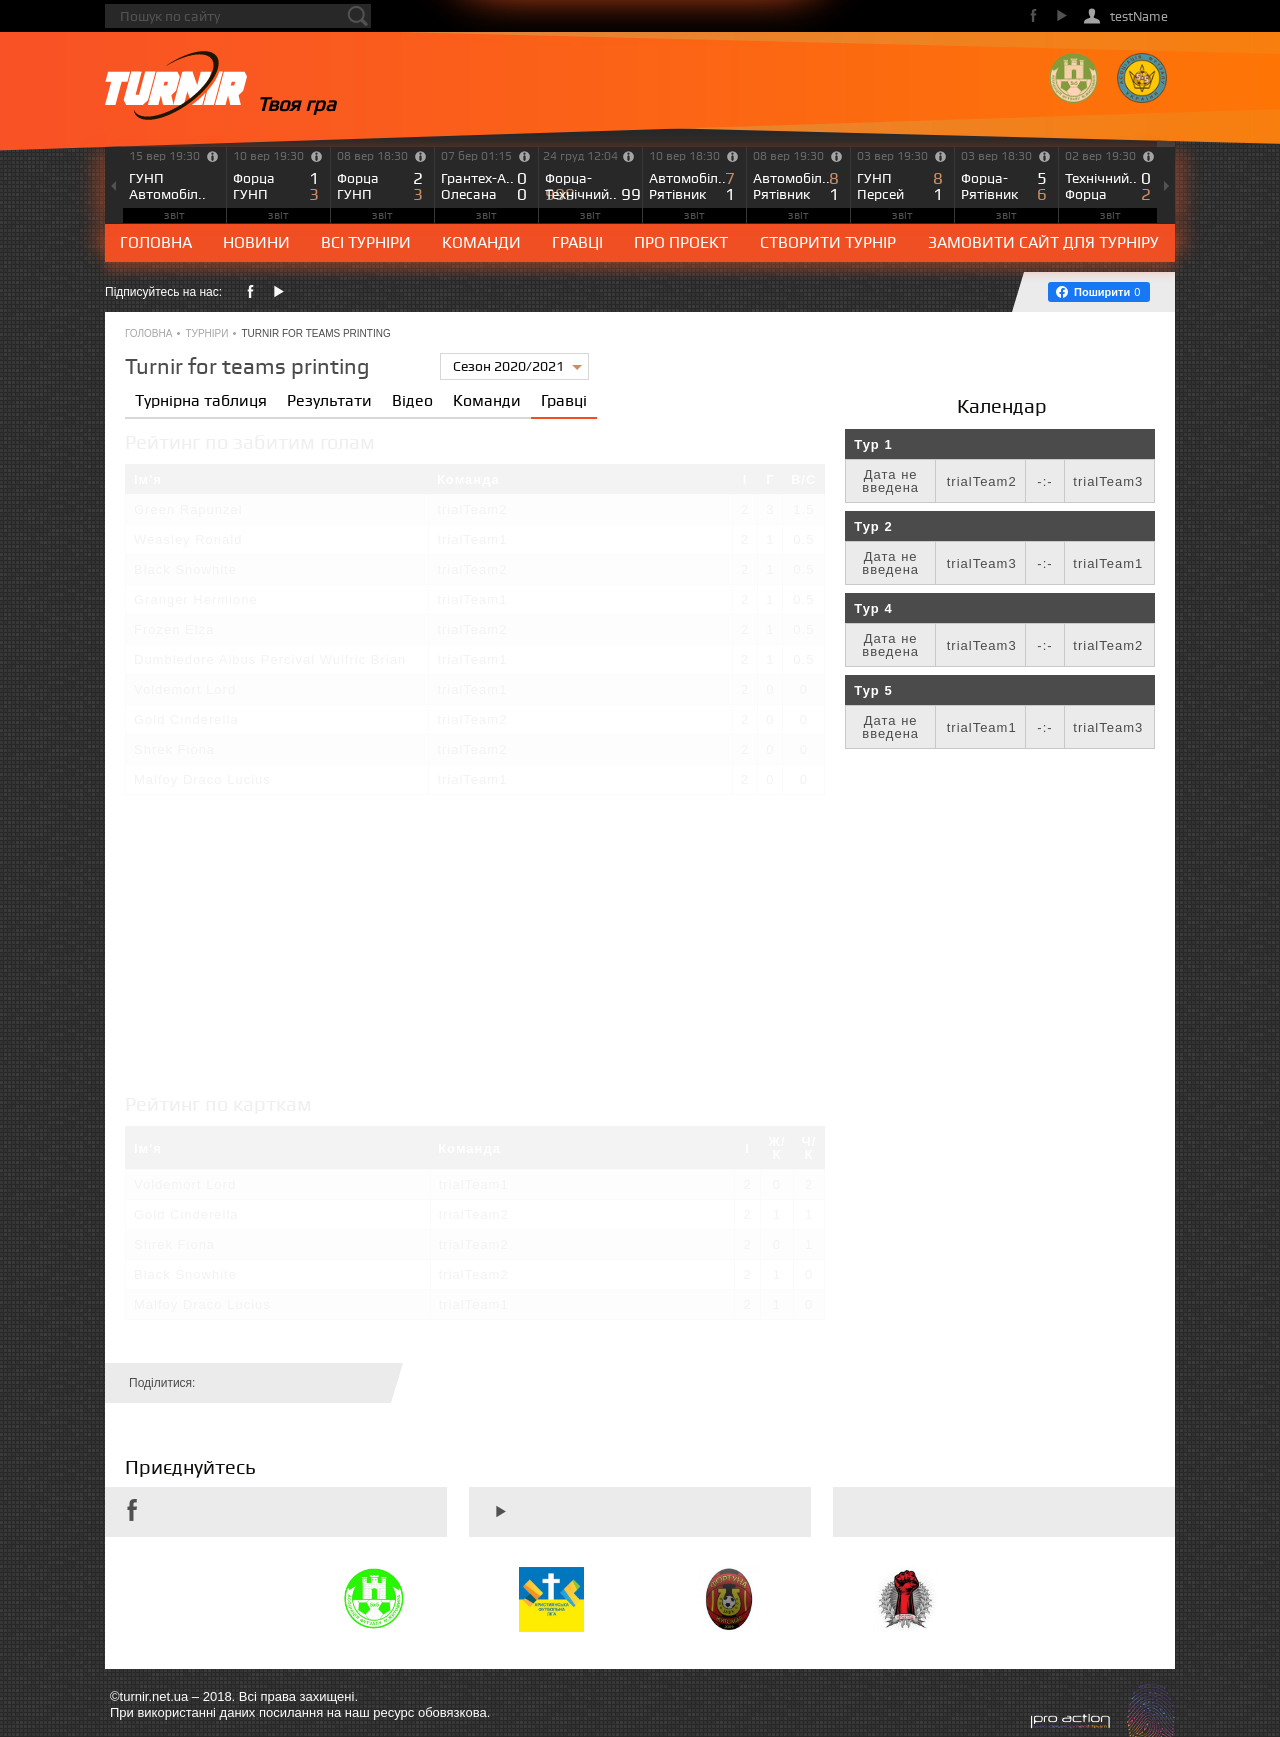 Пошук по сайту
testName
TURNIR
Твоя гра
15 вер 19:30
ГУНП
Автомобіл..
звіт
10 вер 19:30
Форца 1
ГУНП 3
звіт
08 вер 18:30
Форца 2
ГУНП 3
звіт
07 бер 01:15
Грантех-А.. 0
Олесана 0
звіт
24 груд 12:04
Форца-
Технічний.. 99
звіт
10 вер 18:30
Автомобіл.. 7
Рятівник 1
звіт
08 вер 19:30
Автомобіл.. 8
Рятівник 1
звіт
03 вер 19:30
ГУНП 8
Персей 1
звіт
03 вер 18:30
Форца- 5
Рятівник 6
звіт
02 вер 19:30
Технічний.. 0
Форца 2
звіт
ГОЛОВНА НОВИНИ ВСІ ТУРНІРИ КОМАНДИ ГРАВЦІ ПРО ПРОЕКТ СТВОРИТИ ТУРНІР ЗАМОВИТИ САЙТ ДЛЯ ТУРНІРУ
Підписуйтесь на нас:
Поширити 0
ГОЛОВНА • ТУРНІРИ • TURNIR FOR TEAMS PRINTING
Turnir for teams printing
Сезон 2020/2021
Турнірна таблиця Результати Відео Команди Гравці
Рейтинг по забитим голам
Ім'я Команда І Г В/С
Green Rapunzel trialTeam2 2 3 1.5
Weasley Ronald trialTeam1 2 1 0.5
Black Snowhite trialTeam2 2 1 0.5
Granger Hermione trialTeam1 2 1 0.5
Frozen Elza trialTeam2 2 1 0.5
Dumbledore Albus Percival Wulfric Brian trialTeam1 2 1 0.5
Voldemort Lord trialTeam1 2 0 0
Gold Cinderella trialTeam2 2 0 0
Shrek Fiona trialTeam2 2 0 0
Malfoy Draco Lucius trialTeam1 2 0 0
Календар
Тур 1
Дата не введена trialTeam2 -:- trialTeam3
Тур 2
Дата не введена trialTeam3 -:- trialTeam1
Тур 4
Дата не введена trialTeam3 -:- trialTeam2
Тур 5
Дата не введена trialTeam1 -:- trialTeam3
Рейтинг по карткам
Ім'я Команда І Ж/К Ч/К
Voldemort Lord trialTeam1 2 0 2
Gold Cinderella trialTeam2 2 1 1
Shrek Fiona trialTeam2 2 0 1
Black Snowhite trialTeam2 2 1 0
Malfoy Draco Lucius trialTeam1 2 1 0
Поділитися:
Приєднуйтесь
©turnir.net.ua – 2018. Всі права захищені.
При використанні даних посилання на наш ресурс обовязкова.
pro action